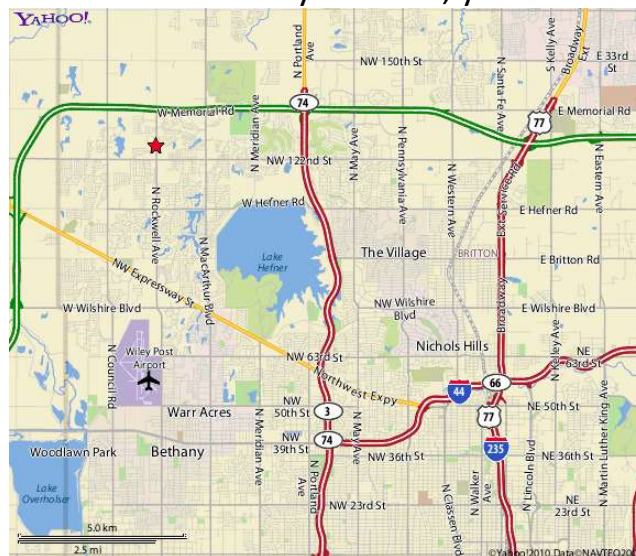 YAHOO!
N Portland Ave
NW 150th St
S Kelly Ave
Broadway Ext
E 33rd St
74
W Memorial Rd
N Meridian Ave
N Santa Fe Ave
77
E Memorial Rd
N May Ave
N Pennsylvania Ave
N Western Ave
NW 122nd St
Ext Service Rd
N Eastern Ave
N Rockwell Ave
W Hefner Rd
E Hefner Rd
N MacArthur Blvd
Lake Hefner
The Village
BRITTON
E Britton Rd
NW Expressway St
W Wilshire Blvd
NW Wilshire Blvd
Broadway
E Wilshire Blvd
N Council Rd
Wiley Post Airport
NW 63rd St
Nichols Hills
N Kelley Ave
NE 63rd St
Northwest Expy
44
66
Warr Acres
N Meridian Ave
NW 50th St
3
N May Ave
77
NE 50th St
Woodlawn Park
Bethany
NW 39th St
74
NW 36th St
235
N Lincoln Blvd
N Martin Luther King Ave
Lake Overholser
N Portland Ave
NW 23rd St
N Classen Blvd
N Walker Ave
NE 23rd St
5.0 km
2.5 mi
©Yahoo!2010 Data©NAVTEQ20